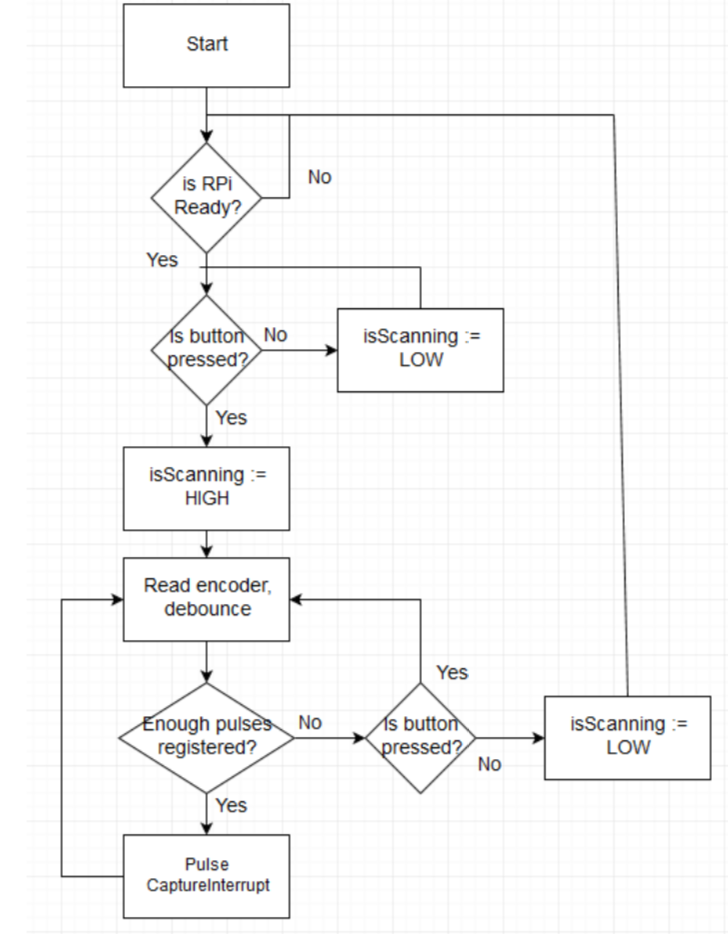 Start
is RPi
Ready?
No
Yes
Is button
pressed?
No
isScanning :=
LOW
Yes
isScanning :=
HIGH
Read encoder,
debounce
Yes
Enough pulses
registered?
No
Is button
pressed?
No
isScanning :=
LOW
Yes
Pulse
CaptureInterrupt